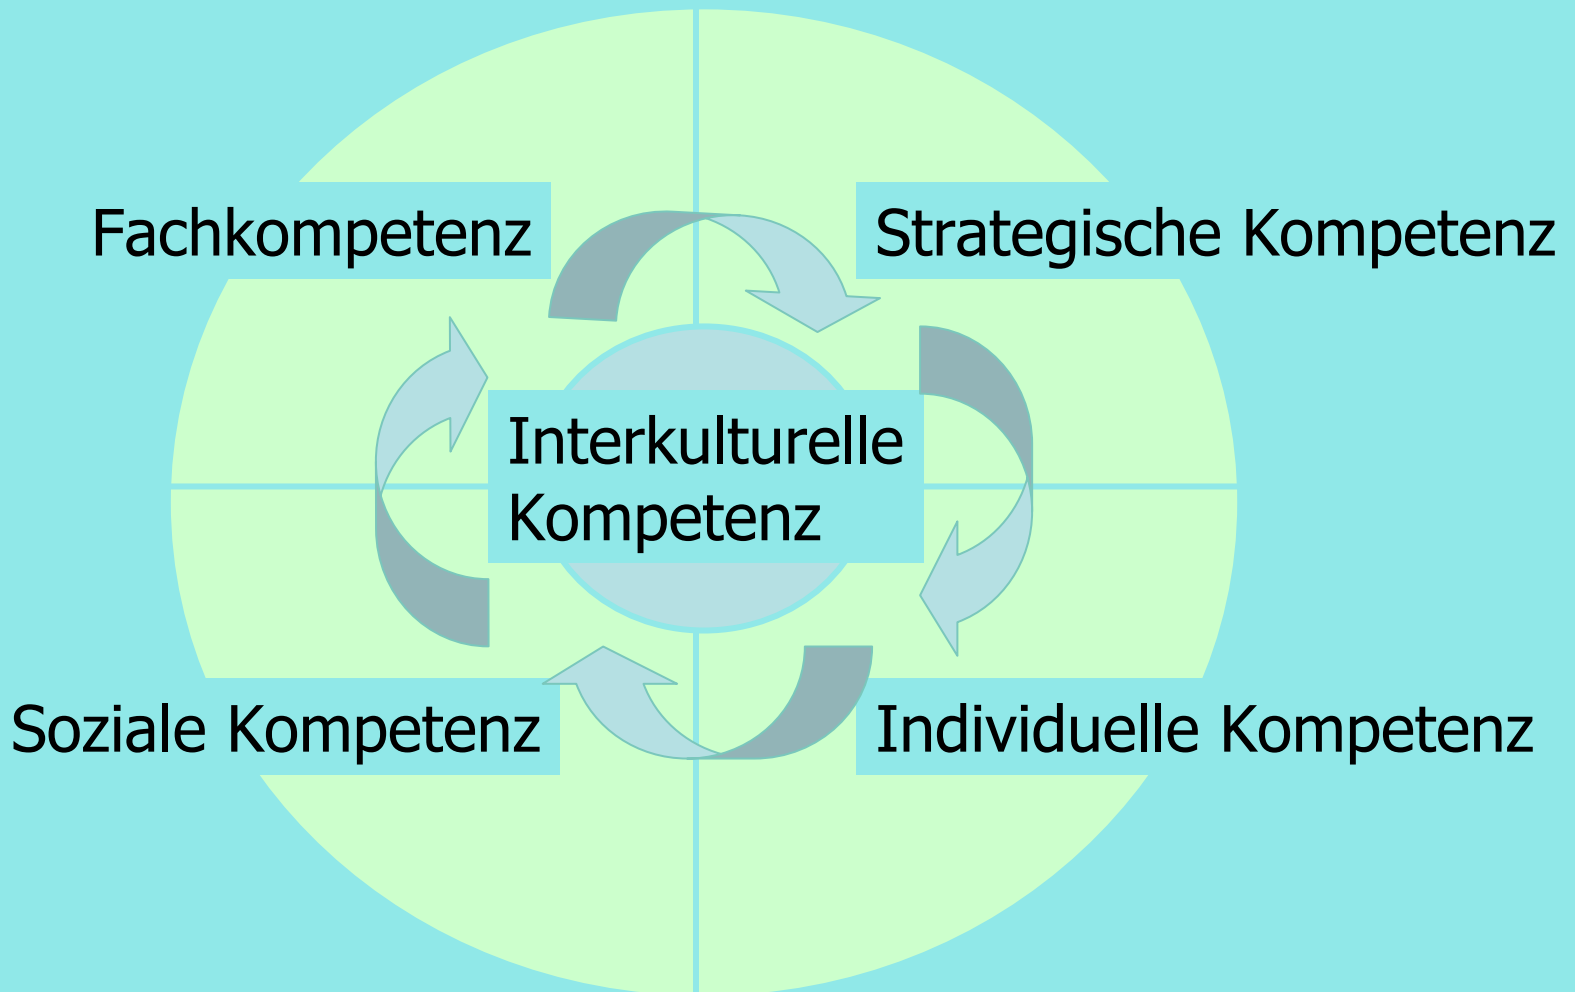 Fachkompetenz
Strategische Kompetenz
Interkulturelle
Kompetenz
Soziale Kompetenz
Individuelle Kompetenz